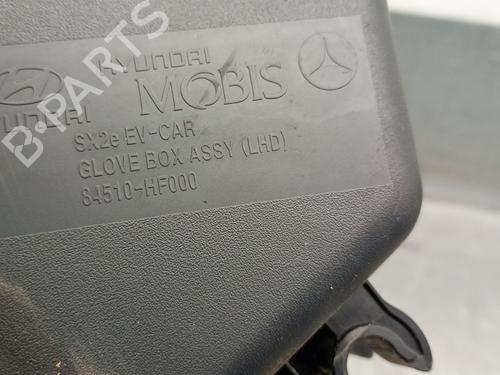 HYUNDAI
HYUNDAI
MOBIS
SX2e EV-CAR
GLOVE BOX ASSY (LHD)
84510-HF000
B-PARTS